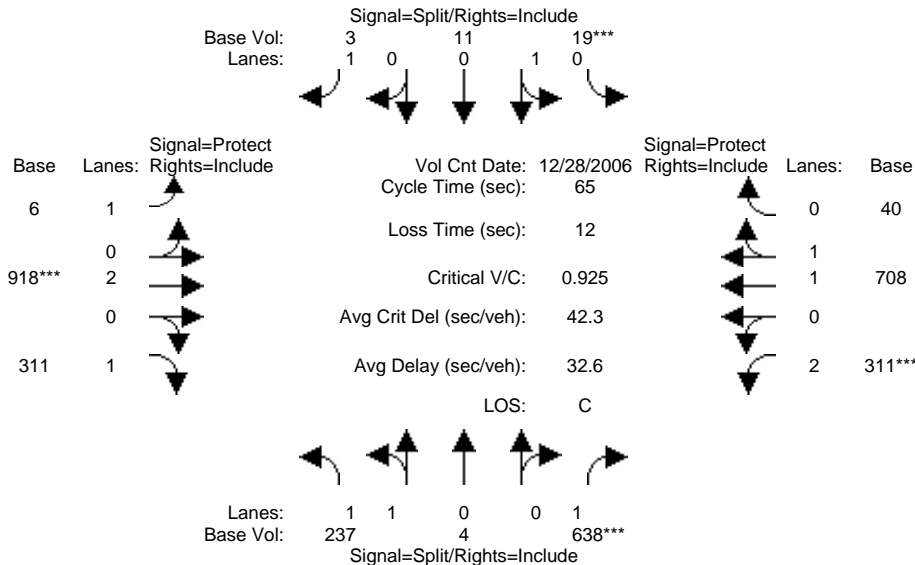 Signal=Split/Rights=Include
Base Vol: 3 11 19***
Lanes: 1 0 0 1 0
Signal=Protect Signal=Protect
Base Lanes: Rights=Include Vol Cnt Date: 12/28/2006 Rights=Include Lanes: Base
Cycle Time (sec): 65
6 1 0 40
Loss Time (sec): 12
0 1
918*** 2 Critical V/C: 0.925 1 708
0 Avg Crit Del (sec/veh): 42.3 0
311 1 Avg Delay (sec/veh): 32.6 2 311***
LOS: C
Lanes: 1 1 0 0 1
Base Vol: 237 4 638***
Signal=Split/Rights=Include